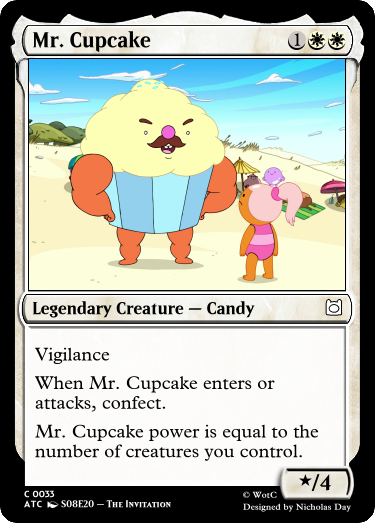 Mr. Cupcake 1
Legendary Creature — Candy
Vigilance
When Mr. Cupcake enters or
attacks, confect.
Mr. Cupcake power is equal to the
number of creatures you control.
★/4
C 0033
ATC S08E20 – The Invitation
© WotC
Designed by Nicholas Day